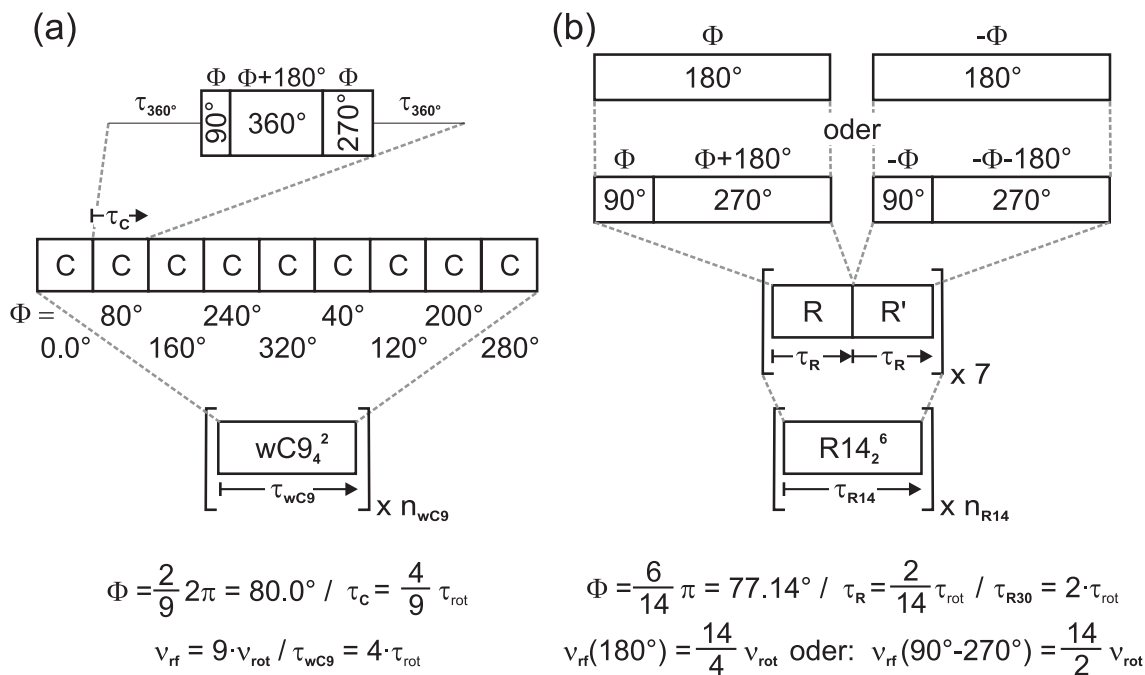 (a)
Φ Φ+180° Φ
τ360° 90° 360° 270° τ360°
τC
C C C C C C C C C
Φ = 80° 240° 40° 200°
0.0° 160° 320° 120° 280°
wC9₄²
τwC9
x nwC9
Φ = 2/9 2π = 80.0° / τC = 4/9 τrot
νrf = 9·νrot / τwC9 = 4·τrot
(b)
Φ -Φ
180° 180°
oder
Φ Φ+180° -Φ -Φ-180°
90° 270° 90° 270°
R R'
τR τR
x 7
R14₂⁶
τR14
x nR14
Φ = 6/14 π = 77.14° / τR = 2/14 τrot / τR30 = 2·τrot
νrf(180°) = 14/4 νrot oder: νrf(90°-270°) = 14/2 νrot